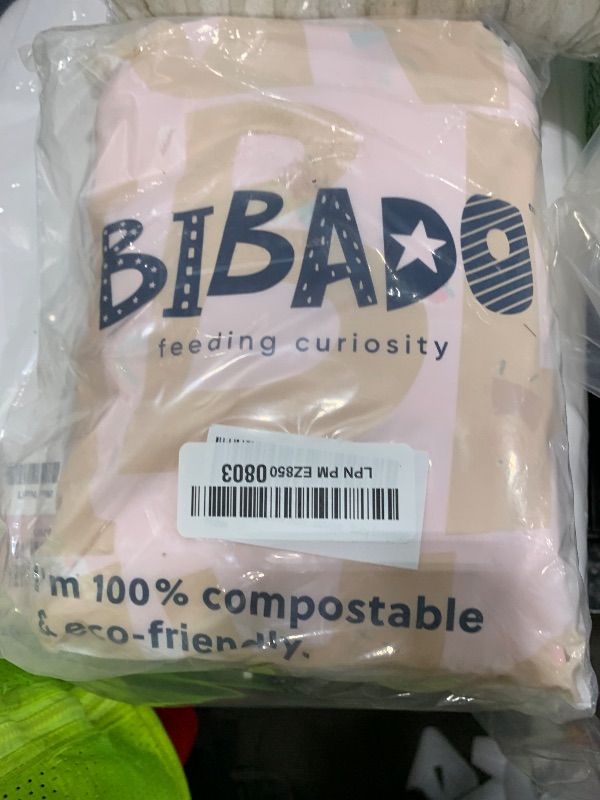 BIBADO
feeding curiosity
LPN PM EZ850 0803
I'm 100% compostable
& eco-friendly.